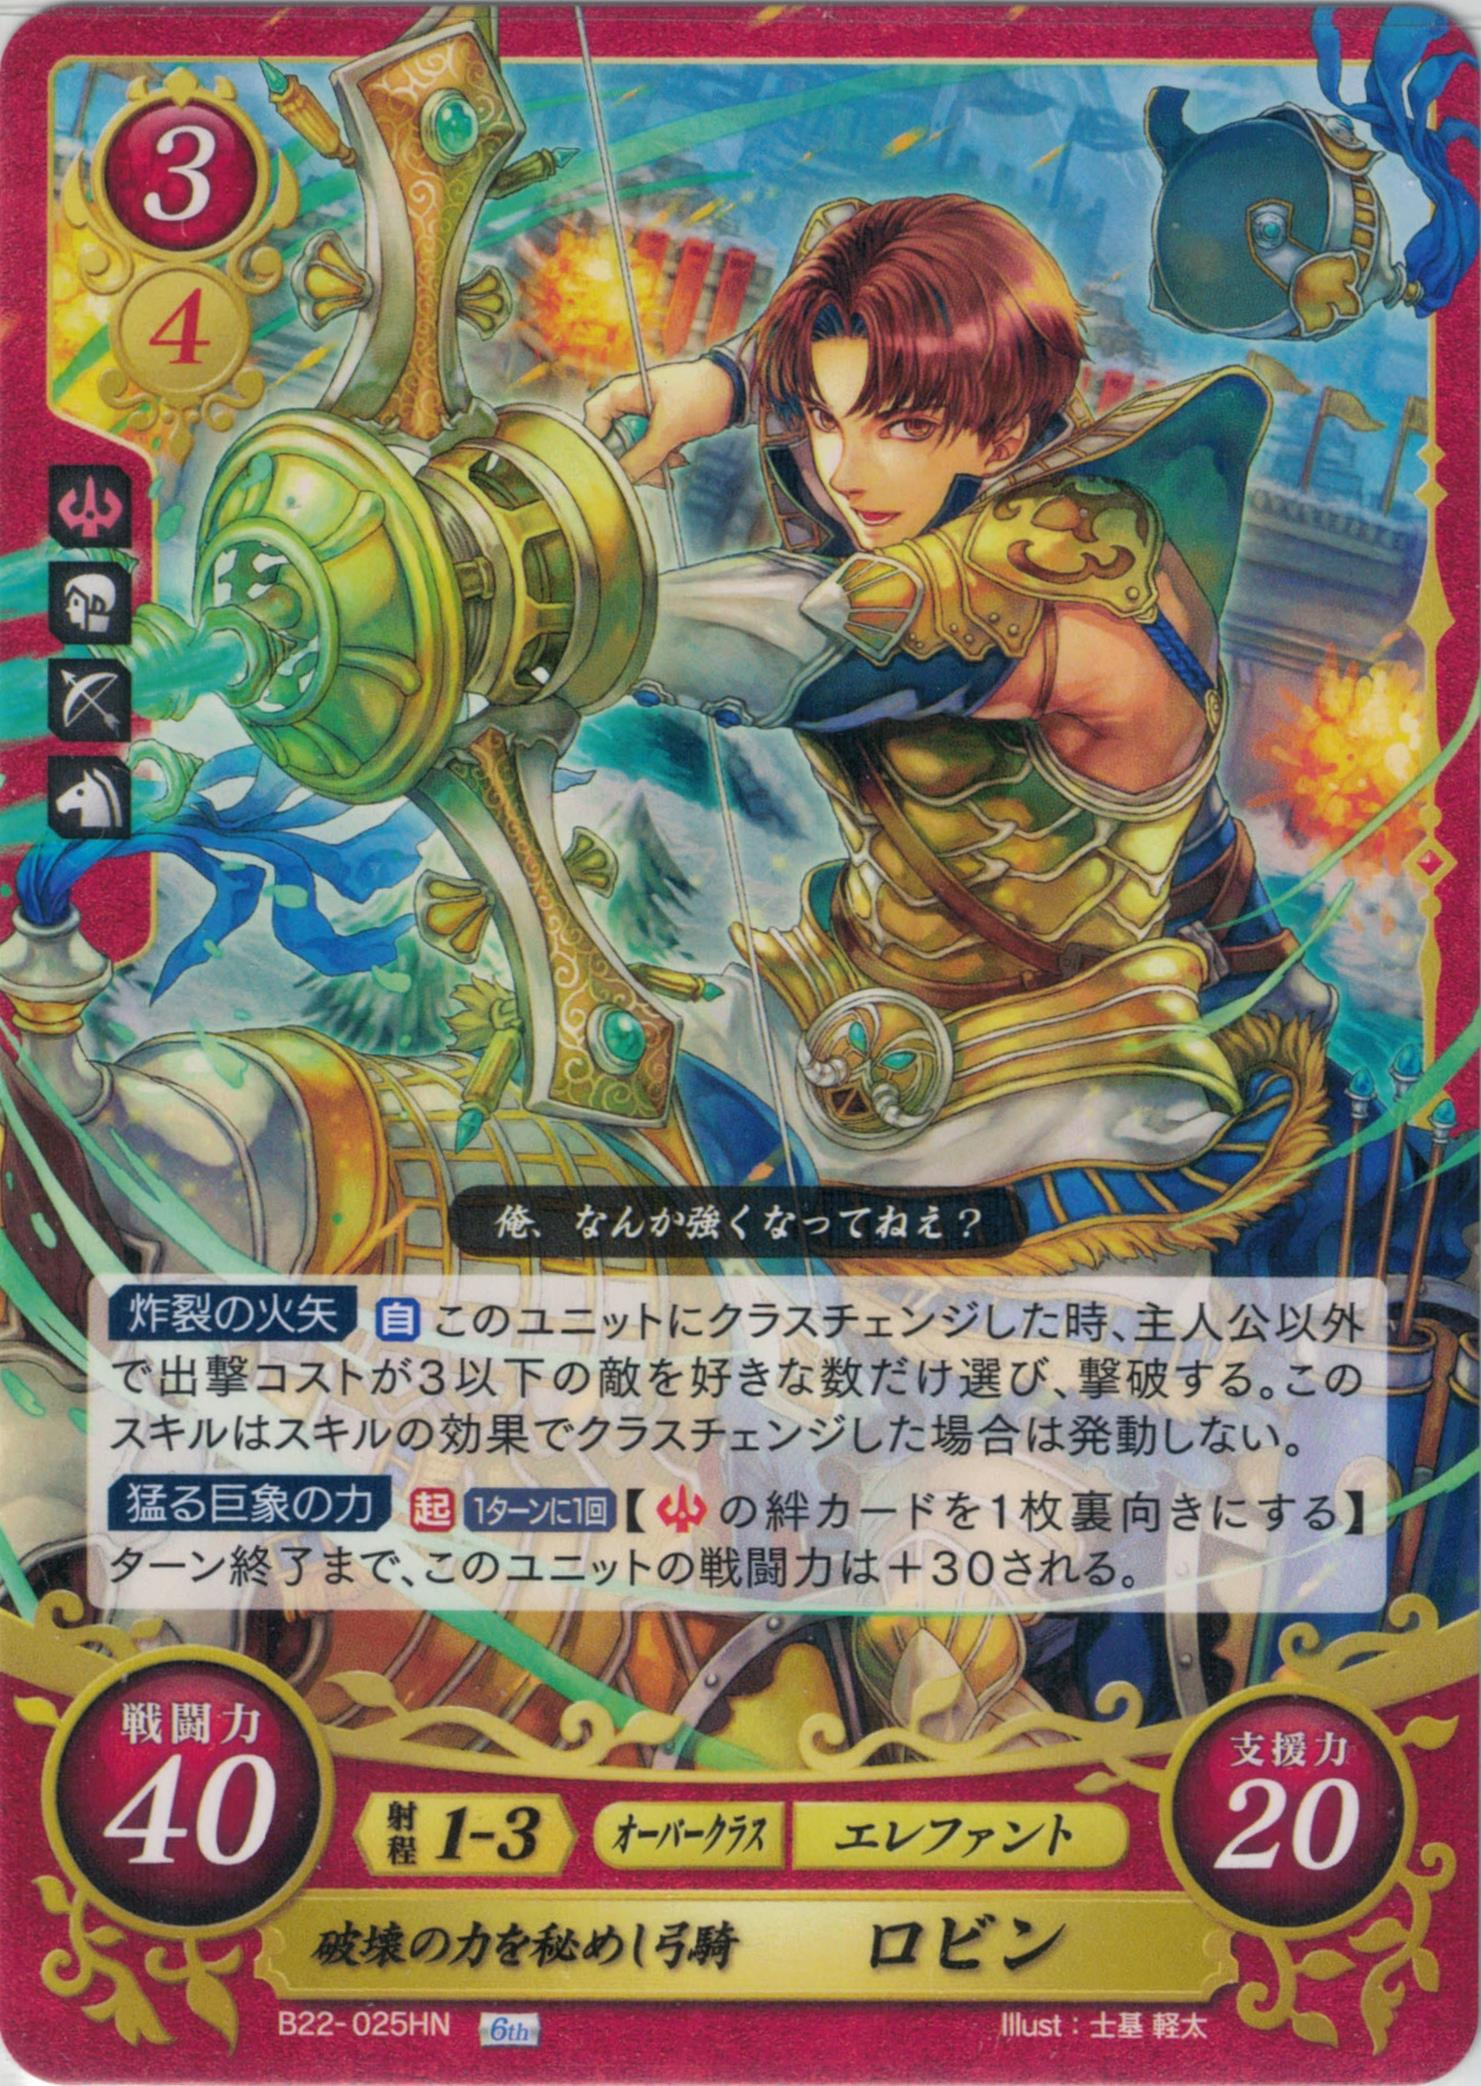 3
4
俺、なんか強くなってねえ？
炸裂の火矢 自 このユニットにクラスチェンジした時、主人公以外
で出撃コストが3以下の敵を好きな数だけ選び、撃破する。この
スキルはスキルの効果でクラスチェンジした場合は発動しない。
猛る巨象の力 起 1ターンに1回【 の絆カードを1枚裏向きにする】
ターン終了まで、このユニットの戦闘力は＋30される。
戦闘力
40
射程 1-3 オーバークラス エレファント
支援力
20
破壊の力を秘めし弓騎 ロビン
B22-025HN 6th Illust：士基 軽太